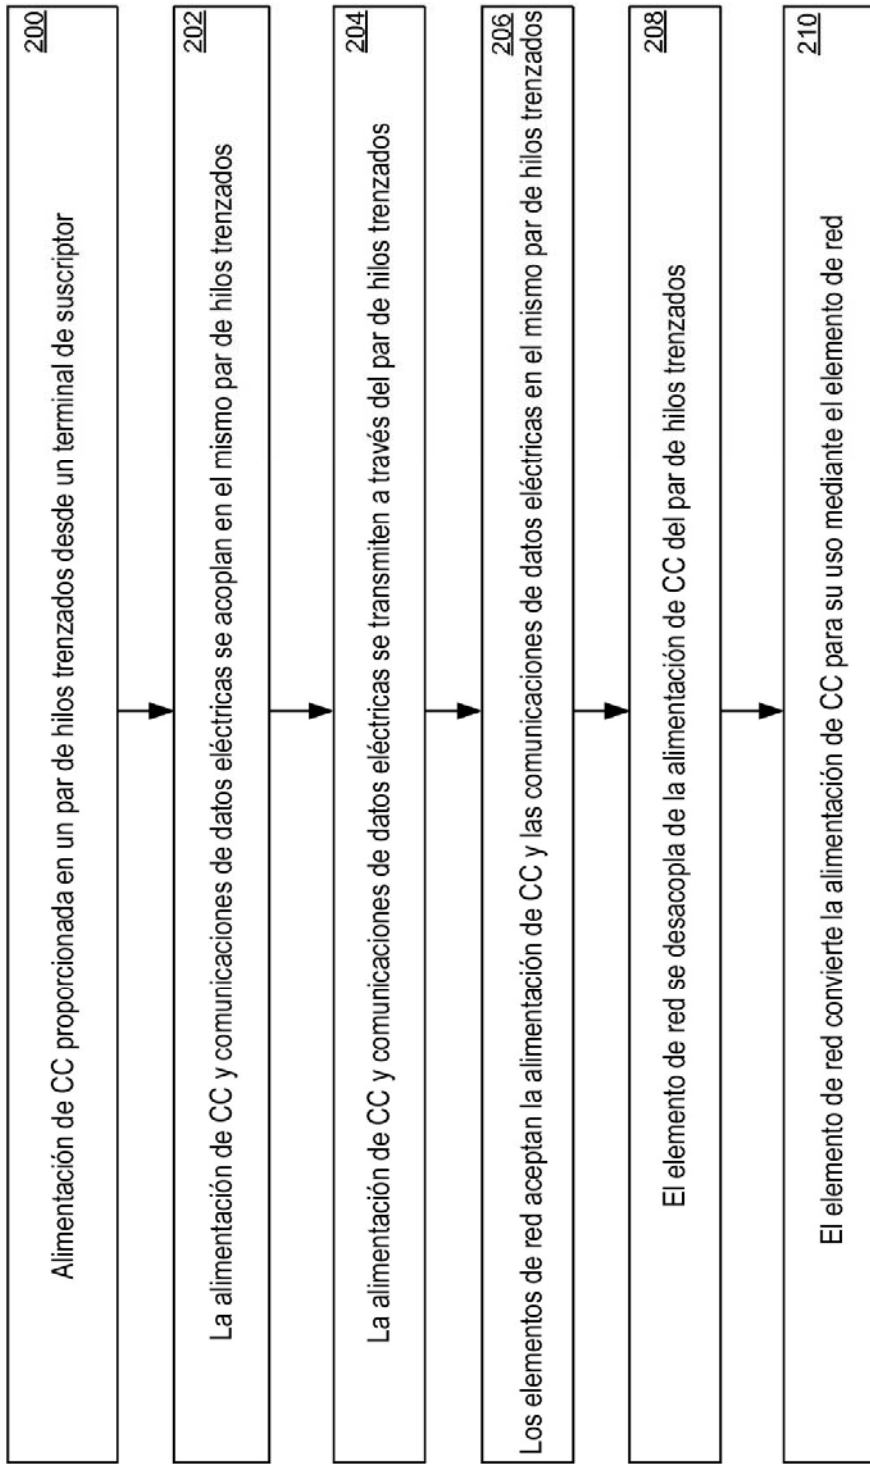 200
Alimentación de CC proporcionada en un par de hilos trenzados desde un terminal de suscriptor
202
La alimentación de CC y comunicaciones de datos eléctricas se acoplan en el mismo par de hilos trenzados
204
La alimentación de CC y comunicaciones de datos eléctricas se transmiten a través del par de hilos trenzados
206
Los elementos de red aceptan la alimentación de CC y las comunicaciones de datos eléctricas en el mismo par de hilos trenzados
208
El elemento de red se desacopla de la alimentación de CC del par de hilos trenzados
210
El elemento de red convierte la alimentación de CC para su uso mediante el elemento de red